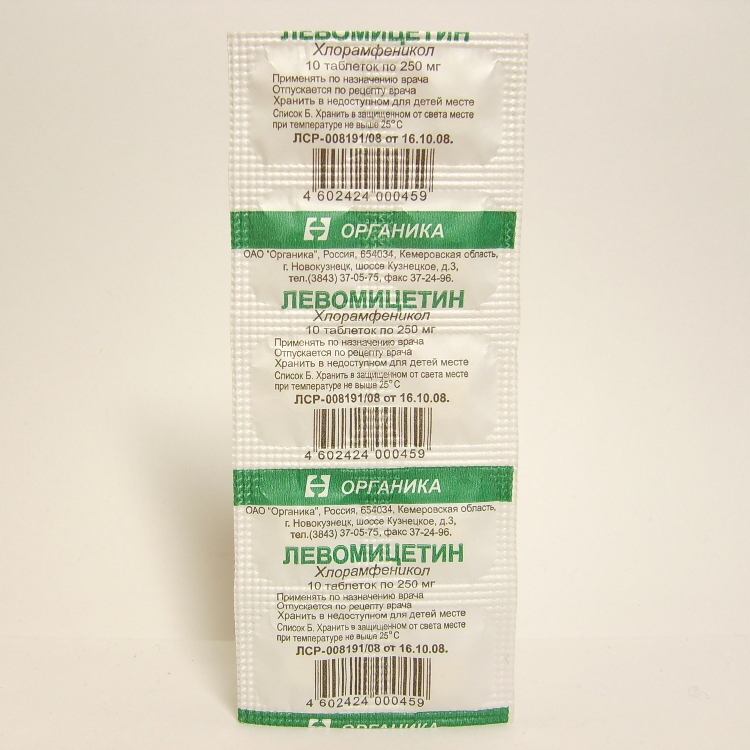 ЛЕВОМИЦЕТИН
Хлорамфеникол
10 таблеток по 250 мг
Применять по назначению врача
Отпускается по рецепту врача
Хранить в недоступном для детей месте
Список Б. Хранить в защищенном от света месте
при температуре не выше 25°С
ЛСР-008191/08 от 16.10.08.
4 602424 000459
ОРГАНИКА
ОАО "Органика", Россия, 654034, Кемеровская область,
г. Новокузнецк, шоссе Кузнецкое, д.3,
тел.(3843) 37-05-75, факс 37-24-96.
ЛЕВОМИЦЕТИН
Хлорамфеникол
10 таблеток по 250 мг
Применять по назначению врача
Отпускается по рецепту врача
Хранить в недоступном для детей месте
Список Б. Хранить в защищенном от света месте
при температуре не выше 25°С
ЛСР-008191/08 от 16.10.08.
4 602424 000459
ОРГАНИКА
ОАО "Органика", Россия, 654034, Кемеровская область,
г. Новокузнецк, шоссе Кузнецкое, д.3,
тел.(3843) 37-05-75, факс 37-24-96.
ЛЕВОМИЦЕТИН
Хлорамфеникол
10 таблеток по 250 мг
Применять по назначению врача
Отпускается по рецепту врача
Хранить в недоступном для детей месте
Список Б. Хранить в защищенном от света месте
при температуре не выше 25°С
ЛСР-008191/08 от 16.10.08.
4 602424 000459
ОРГАНИКА